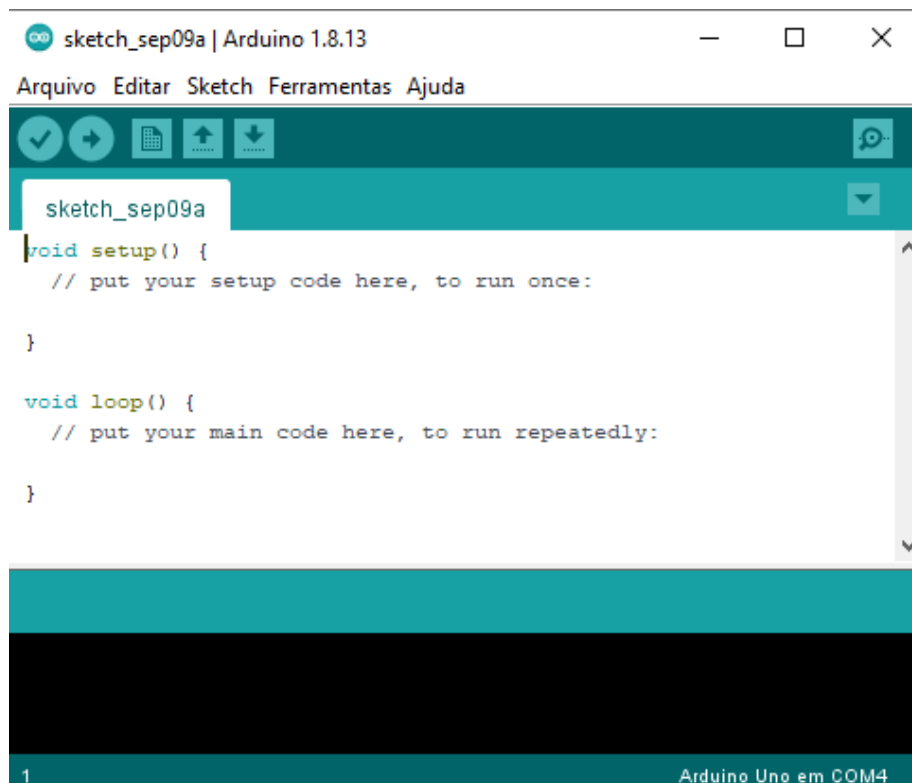 sketch_sep09a | Arduino 1.8.13
Arquivo Editar Sketch Ferramentas Ajuda
sketch_sep09a
void setup() {
  // put your setup code here, to run once:
}
void loop() {
  // put your main code here, to run repeatedly:
}
1 Arduino Uno em COM4